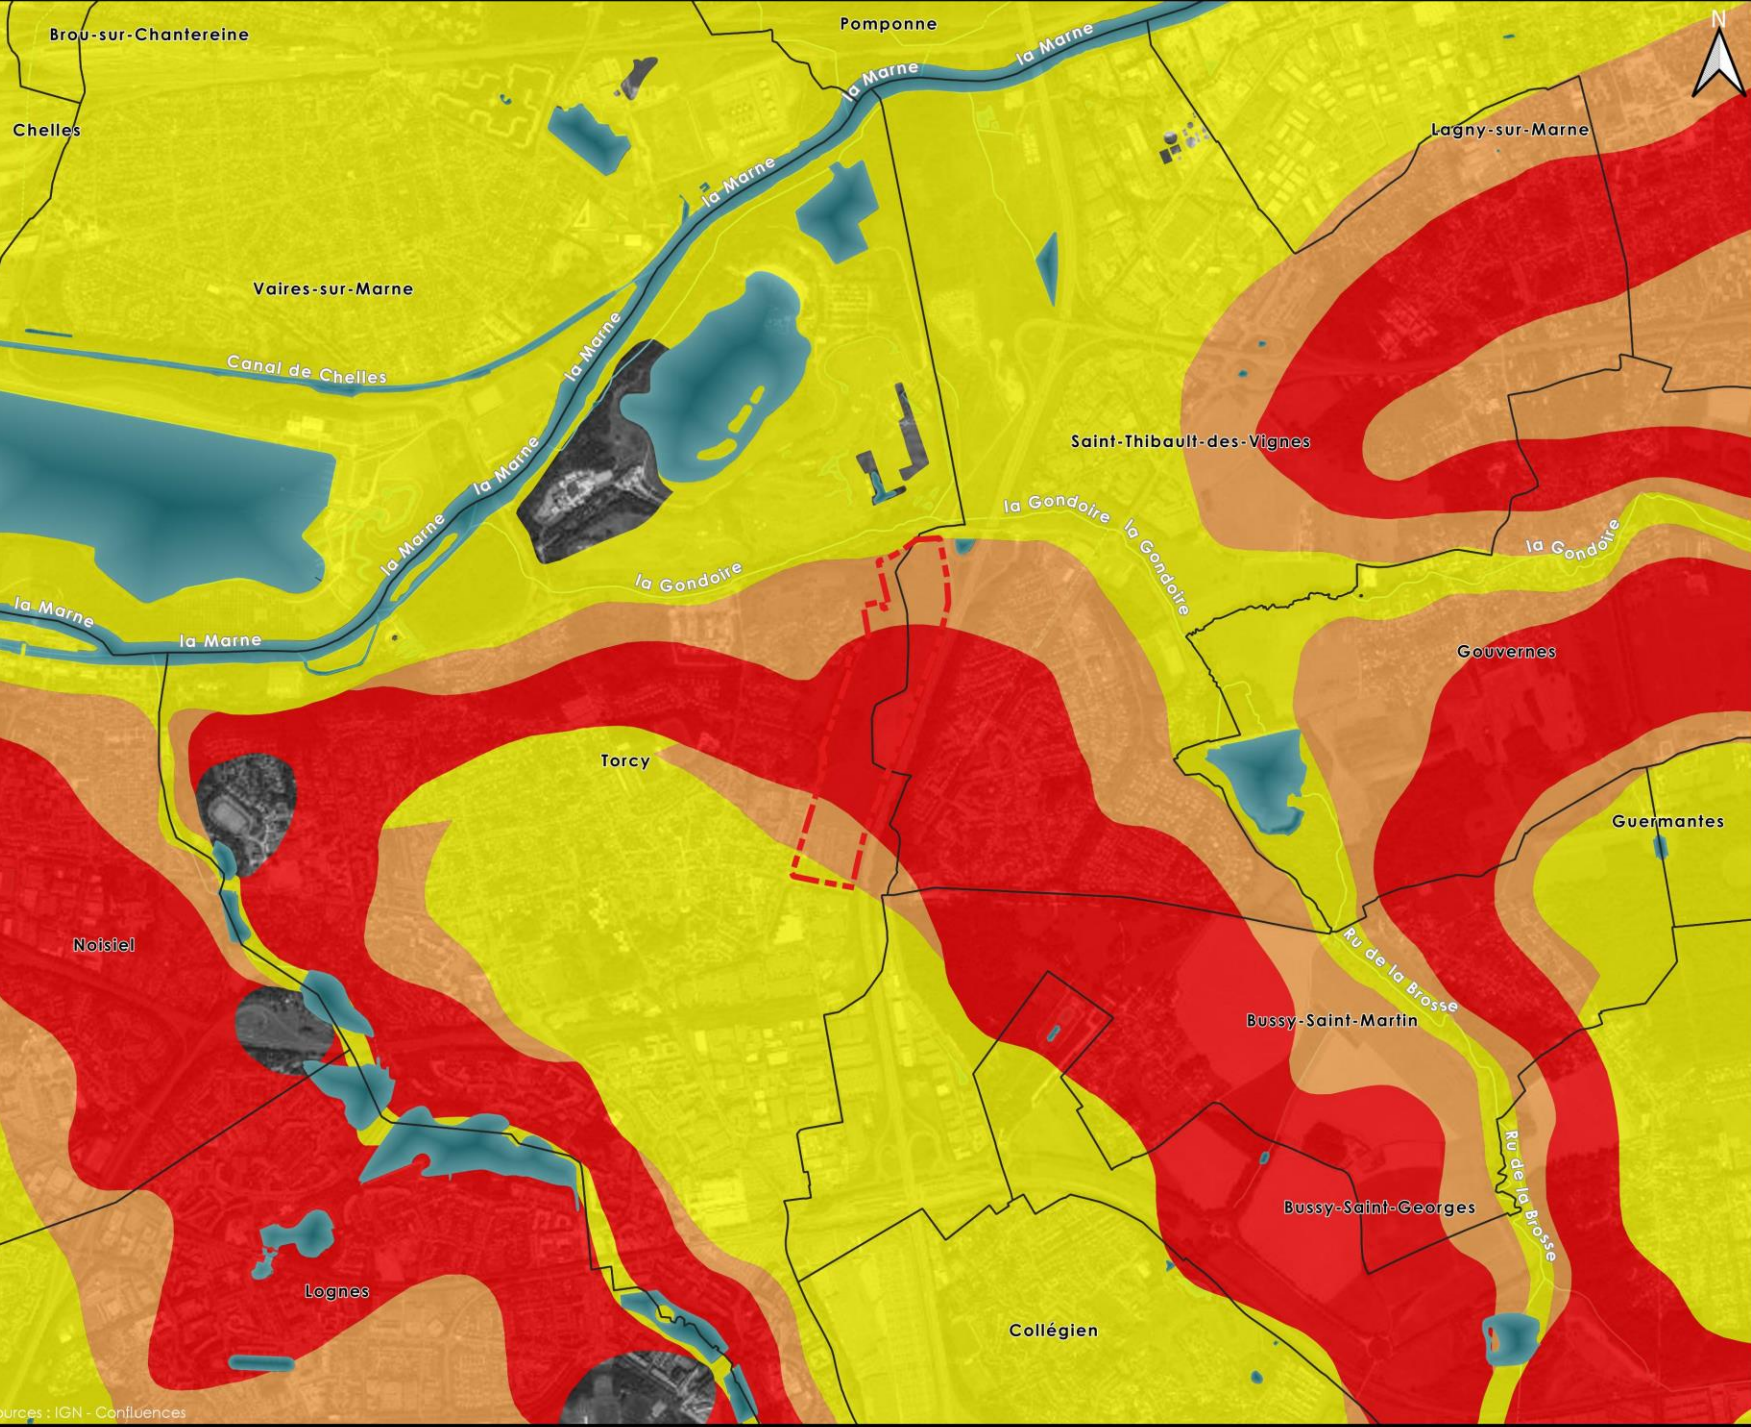 Pomponne
N
Brou-sur-Chantereine
la Marne
la Marne
Chelles
Lagny-sur-Marne
la Marne
Vaires-sur-Marne
la Marne
Canal de Chelles
Saint-Thibault-des-Vignes
la Marne
la Gondoire
la Marne
la Gondoire
la Gondoire
la Gondoire
la Marne
la Marne
Gouvernes
Torcy
Guermantes
Noisiel
Ru de la Brosse
Bussy-Saint-Martin
Ru de la Brosse
Bussy-Saint-Georges
Lognes
Collégien
ources : IGN - Confluences